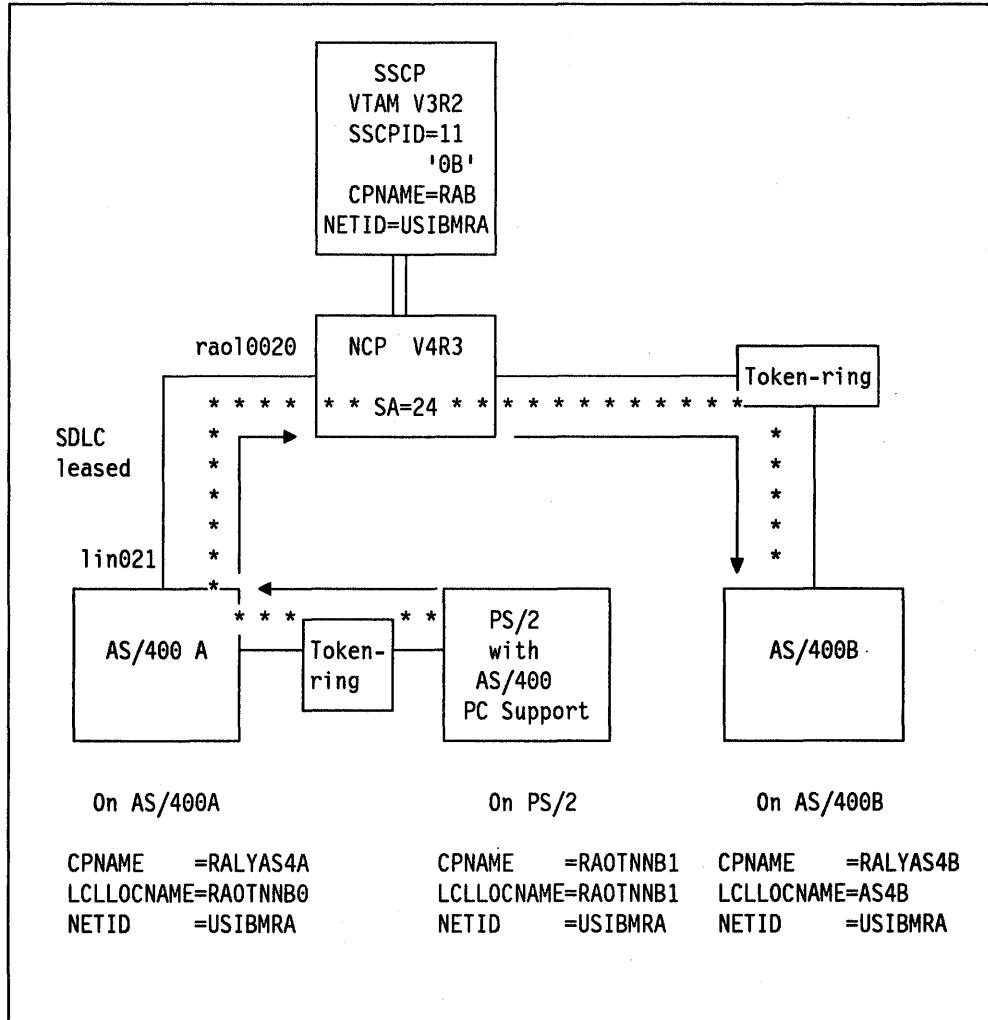 SSCP
VTAM V3R2
SSCPID=11
'0B'
CPNAME=RAB
NETID=USIBMRA
raol0020
NCP V4R3
Token-ring
* * * * * * SA=24 * * * * * * * * * * * *
SDLC
leased
lin021
AS/400 A
Token-
ring
PS/2
with
AS/400
PC Support
AS/400B
On AS/400A
CPNAME =RALYAS4A
LCLLOCNAME=RAOTNNB0
NETID =USIBMRA
On PS/2
CPNAME =RAOTNNB1
LCLLOCNAME=RAOTNNB1
NETID =USIBMRA
On AS/400B
CPNAME =RALYAS4B
LCLLOCNAME=AS4B
NETID =USIBMRA